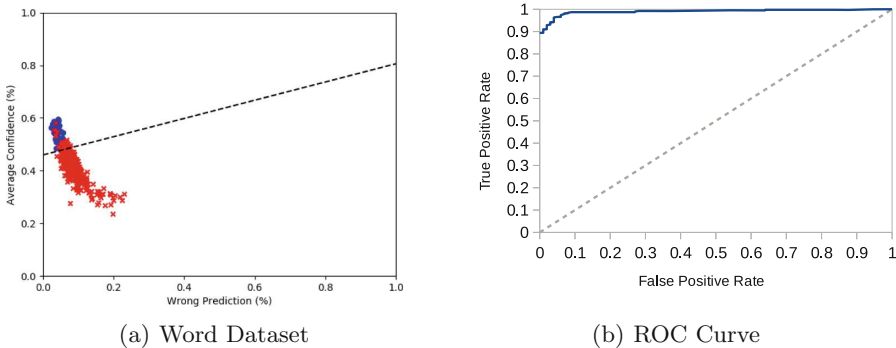 1.0
0.8
0.6
0.4
0.2
0.0
Average Confidence (%)
0.0 0.2 0.4 0.6 0.8 1.0
Wrong Prediction (%)
(a) Word Dataset
1
0.9
0.8
0.7
0.6
0.5
0.4
0.3
0.2
0.1
0
True Positive Rate
0 0.1 0.2 0.3 0.4 0.5 0.6 0.7 0.8 0.9 1
False Positive Rate
(b) ROC Curve